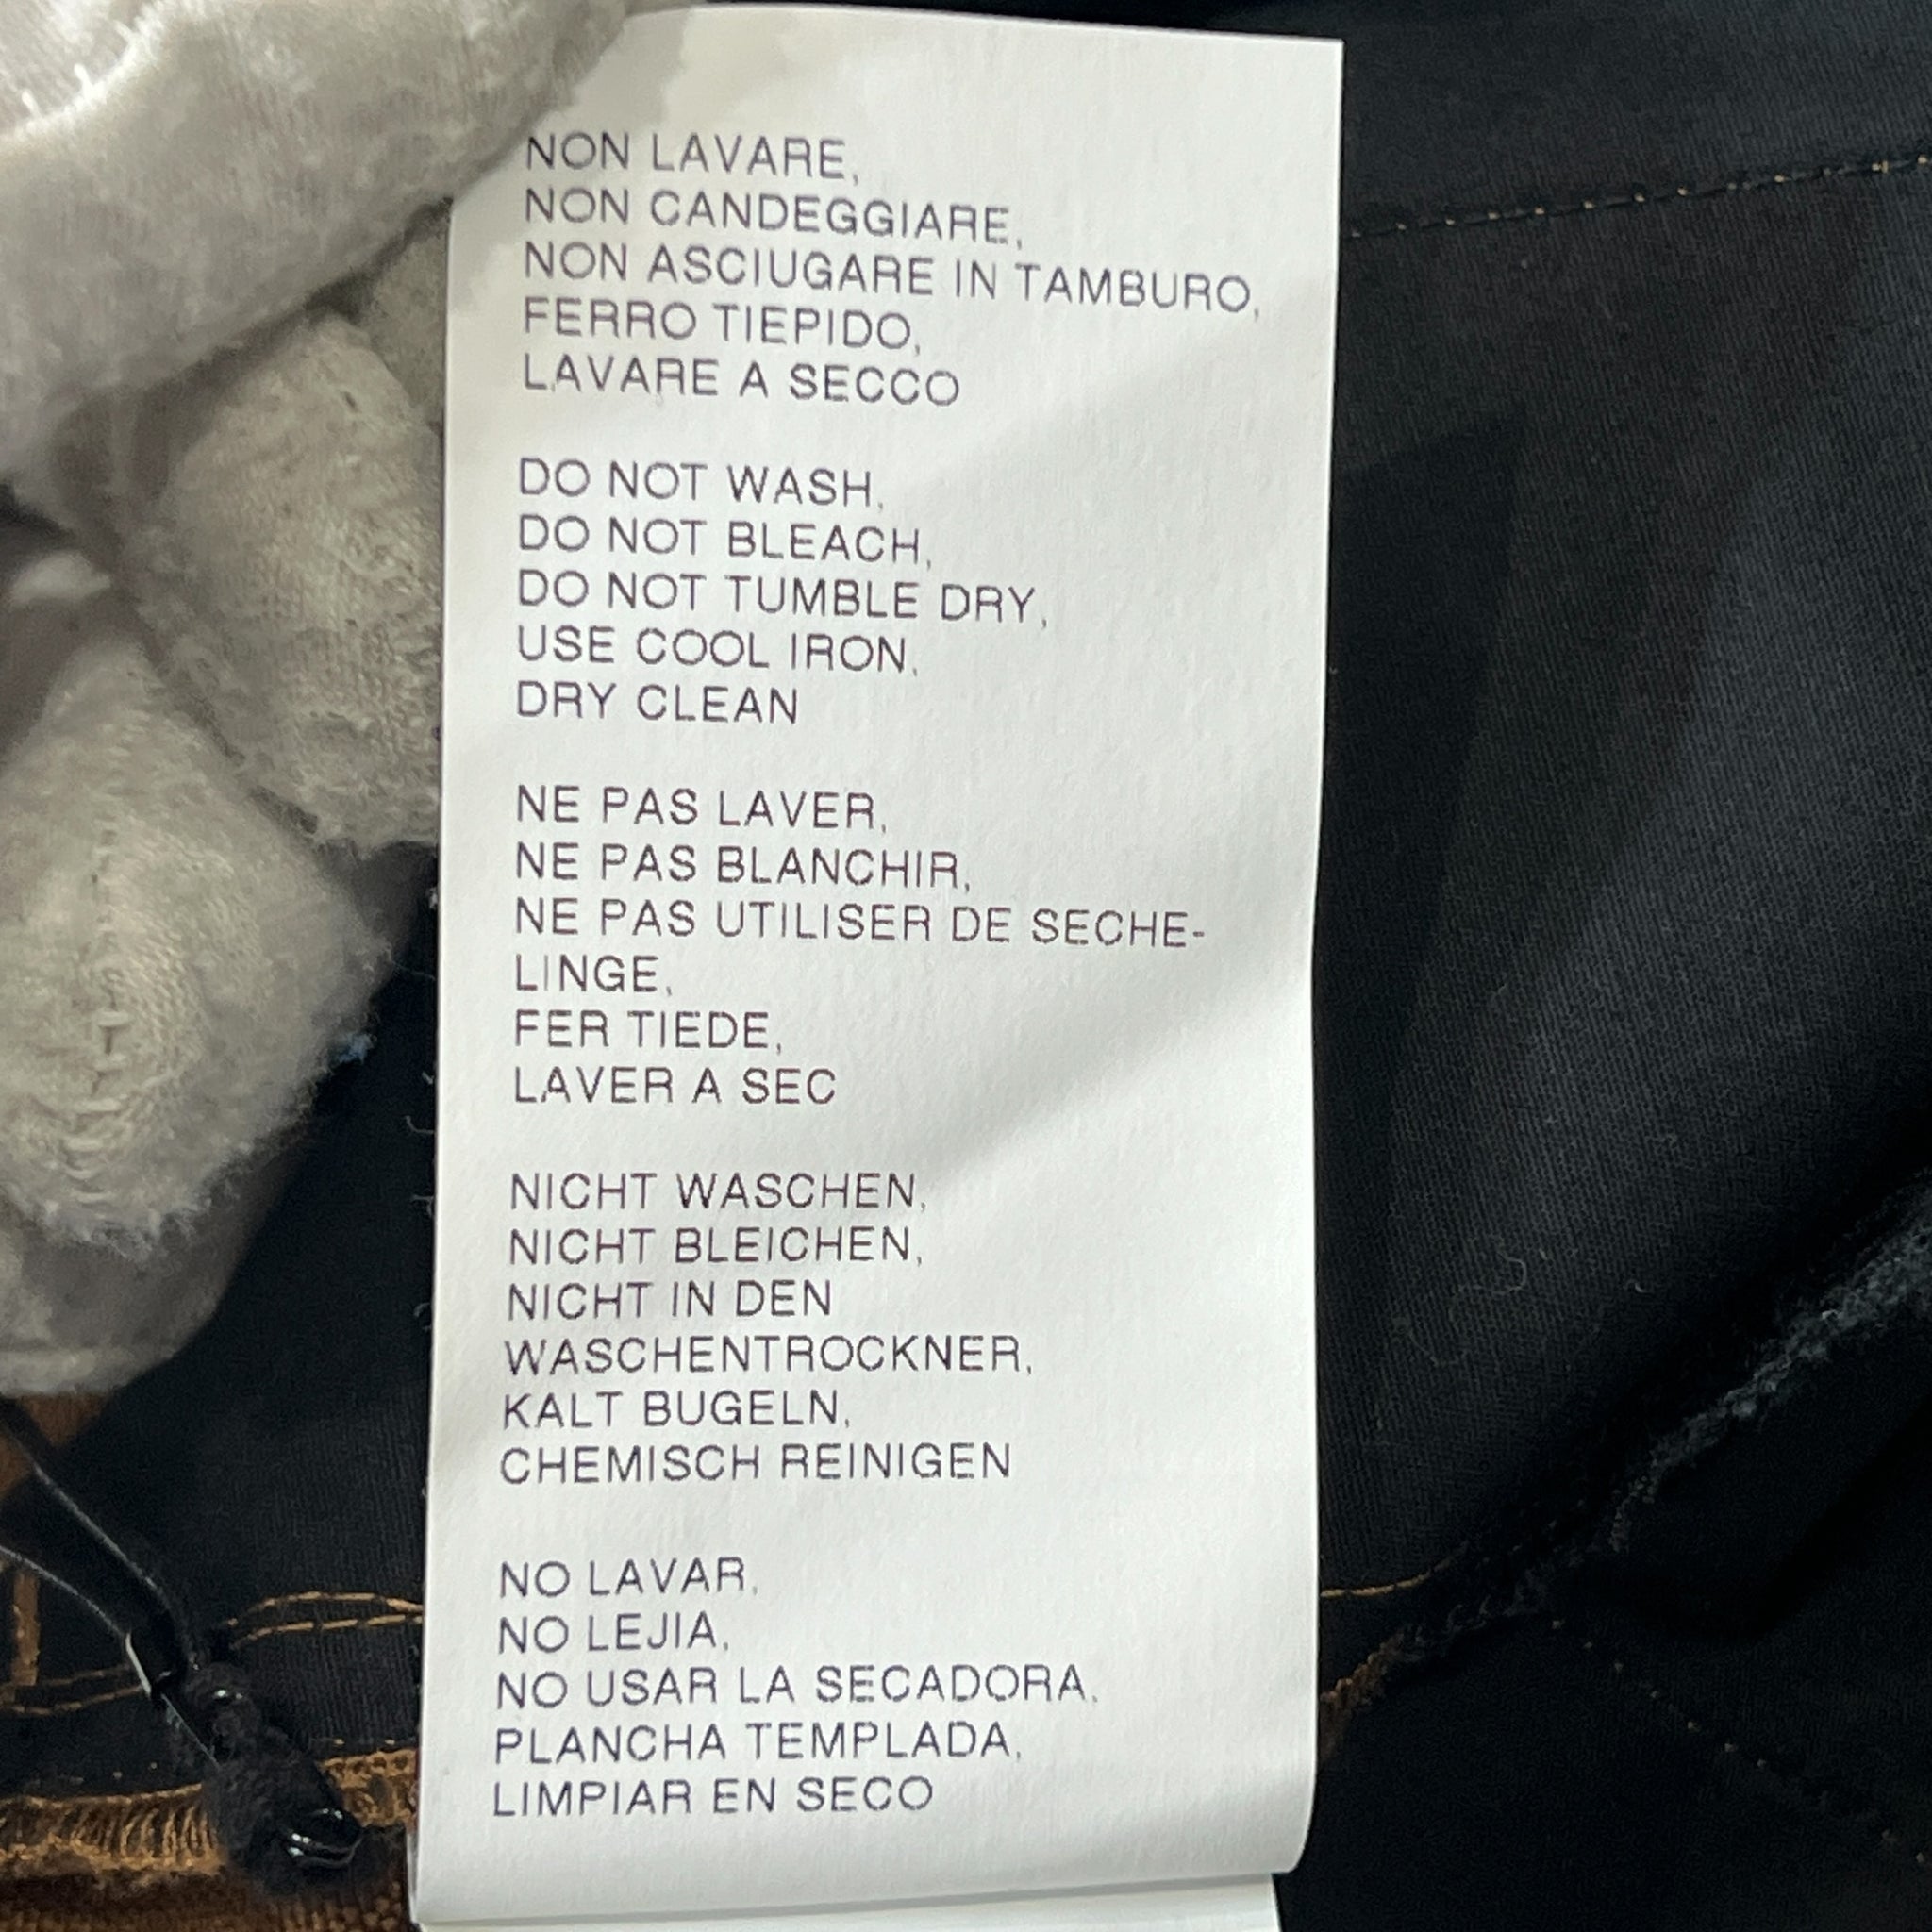 NON LAVARE,
NON CANDEGGIARE,
NON ASCIUGARE IN TAMBURO,
FERRO TIEPIDO,
LAVARE A SECCO
DO NOT WASH,
DO NOT BLEACH,
DO NOT TUMBLE DRY,
USE COOL IRON,
DRY CLEAN
NE PAS LAVER,
NE PAS BLANCHIR,
NE PAS UTILISER DE SECHE-
LINGE,
FER TIEDE,
LAVER A SEC
NICHT WASCHEN,
NICHT BLEICHEN,
NICHT IN DEN
WASCHENTROCKNER,
KALT BUGELN,
CHEMISCH REINIGEN
NO LAVAR,
NO LEJIA,
NO USAR LA SECADORA,
PLANCHA TEMPLADA,
LIMPIAR EN SECO